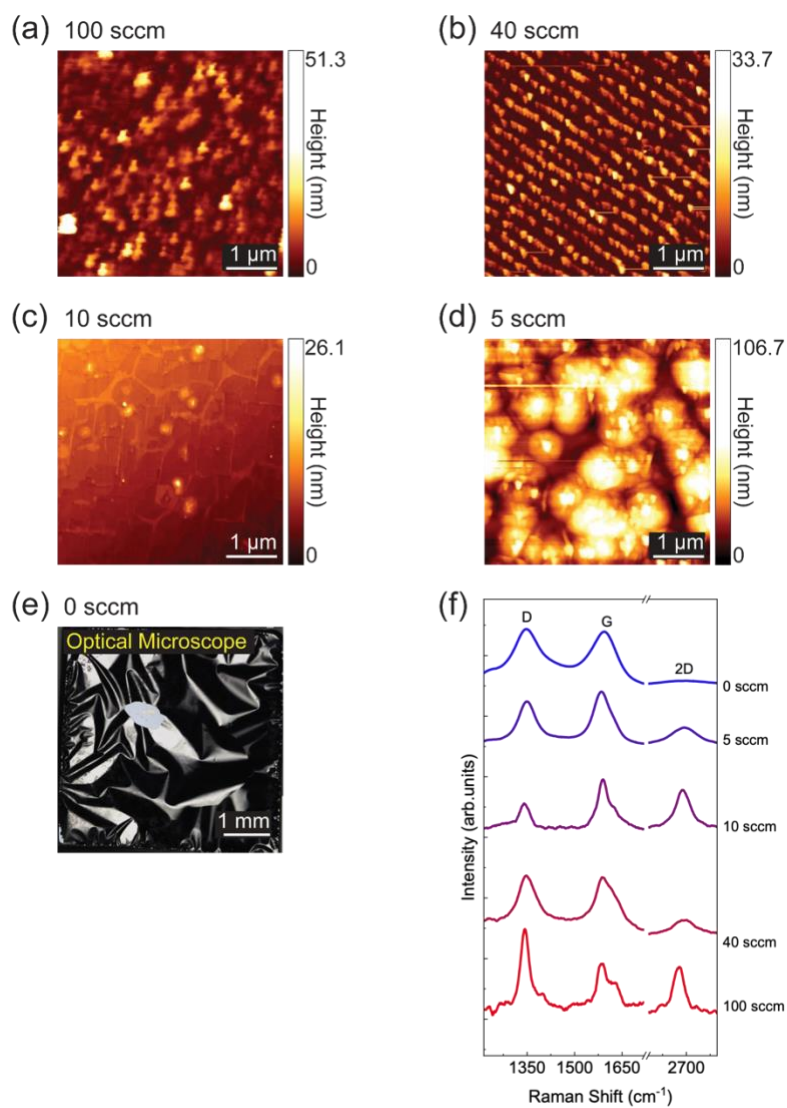 (a) 100 sccm
51.3
Height (nm)
0
1 µm
(b) 40 sccm
33.7
Height (nm)
0
1 µm
(c) 10 sccm
26.1
Height (nm)
0
1 µm
(d) 5 sccm
106.7
Height (nm)
0
1 µm
(e) 0 sccm
Optical Microscope
1 mm
(f)
D
G
2D
0 sccm
5 sccm
10 sccm
40 sccm
100 sccm
Intensity (arb.units)
1350 1500 1650 2700
Raman Shift (cm⁻¹)